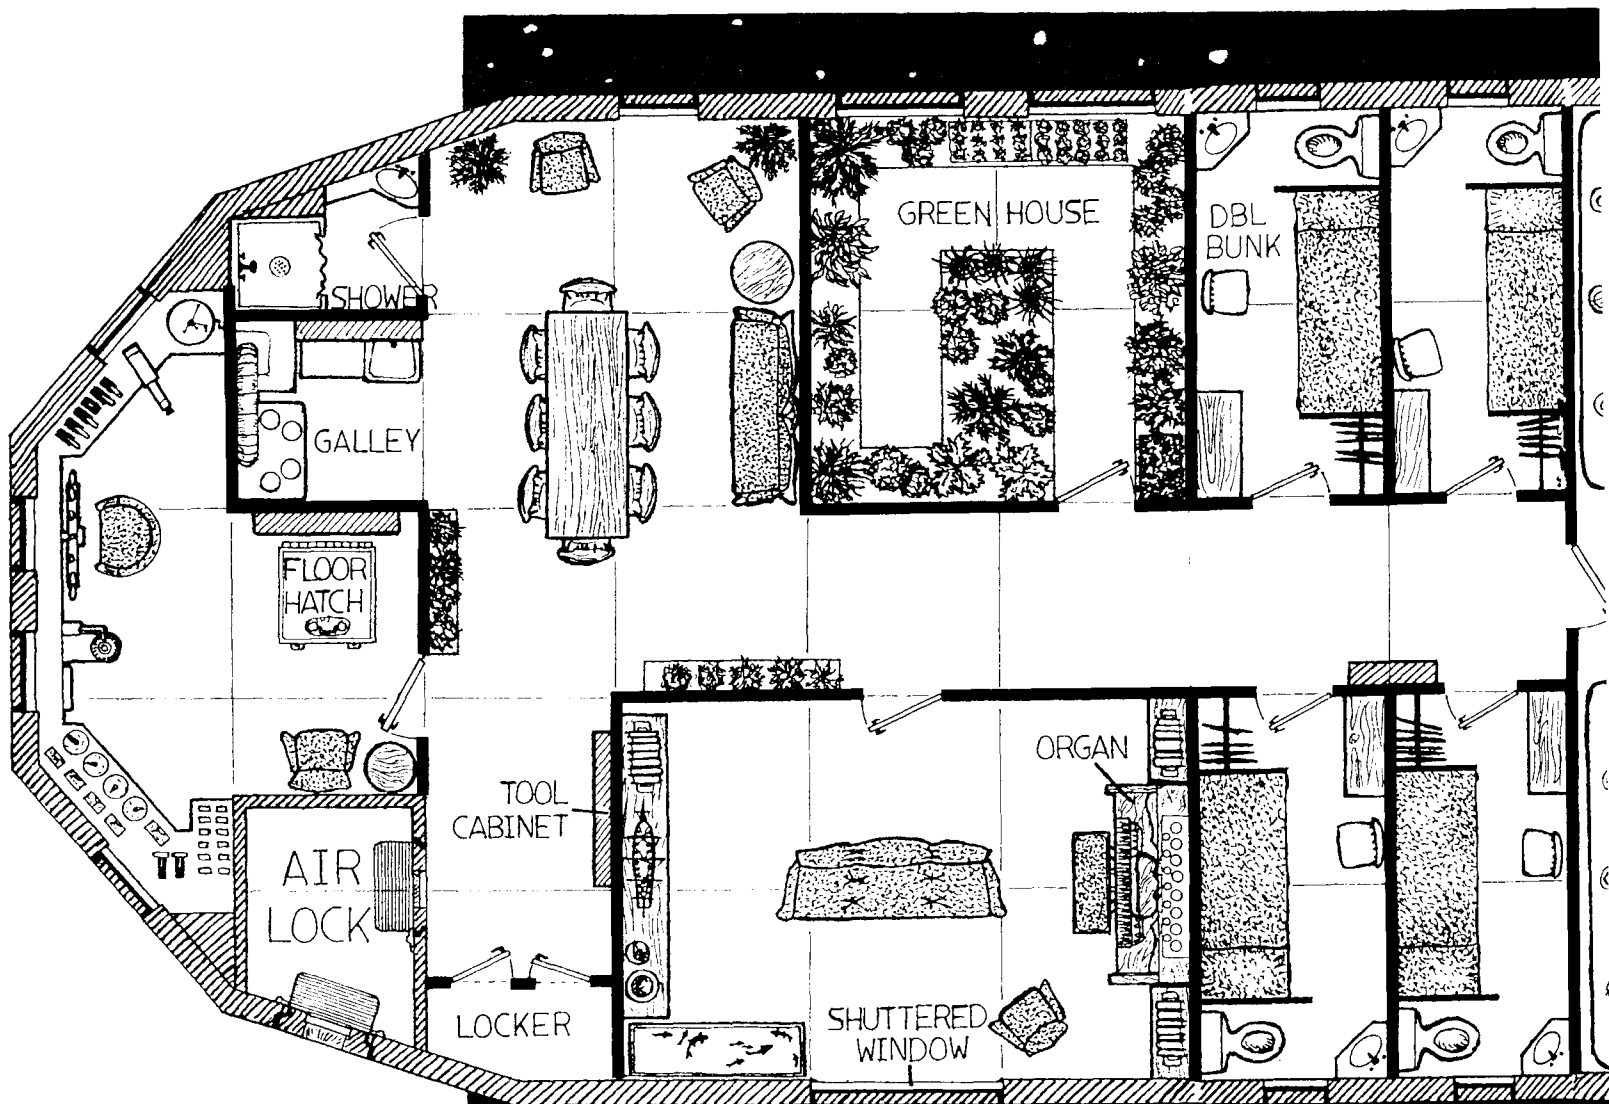 GREEN HOUSE
DBL
BUNK
SHOWER
GALLEY
FLOOR
HATCH
ORGAN
TOOL
CABINET
AIR
LOCK
LOCKER
SHUTTERED
WINDOW